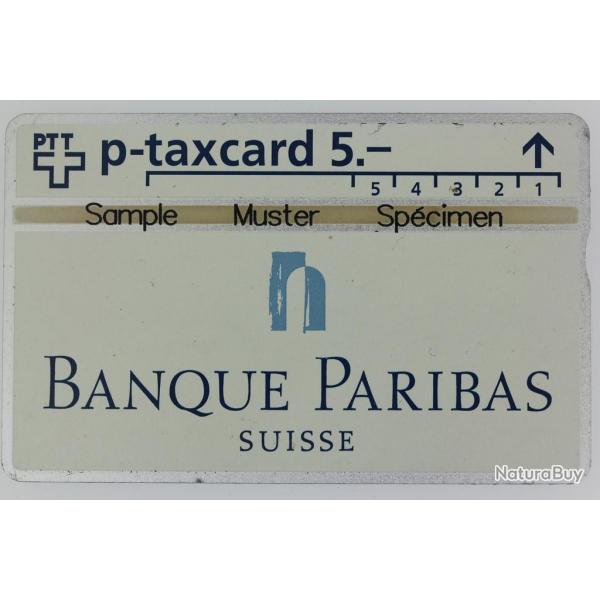 PTT p-taxcard 5.–
5 4 3 2 1
Sample Muster Spécimen
BANQUE PARIBAS
SUISSE
NaturaBuy